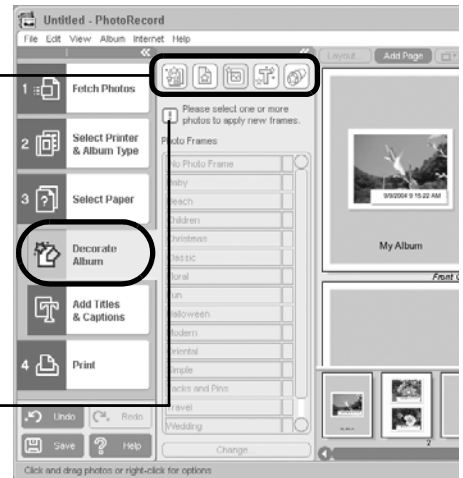 Untitled - PhotoRecord
File Edit View Album Internet Help
Layout... Add Page
1 Fetch Photos
2 Select Printer
& Album Type
3 Select Paper
Decorate
Album
Add Titles
& Captions
4 Print
Undo Redo
Save Help
Please select one or more
photos to apply new frames.
Photo Frames:
No Photo Frame
Baby
Beach
Children
Christmas
Classic
Floral
Fun
Halloween
Modern
Oriental
Simple
Tacks and Pins
Travel
Wedding
Change...
9/9/2004 9:15:22 AM
My Album
Front
2
Click and drag photos or right-click for options